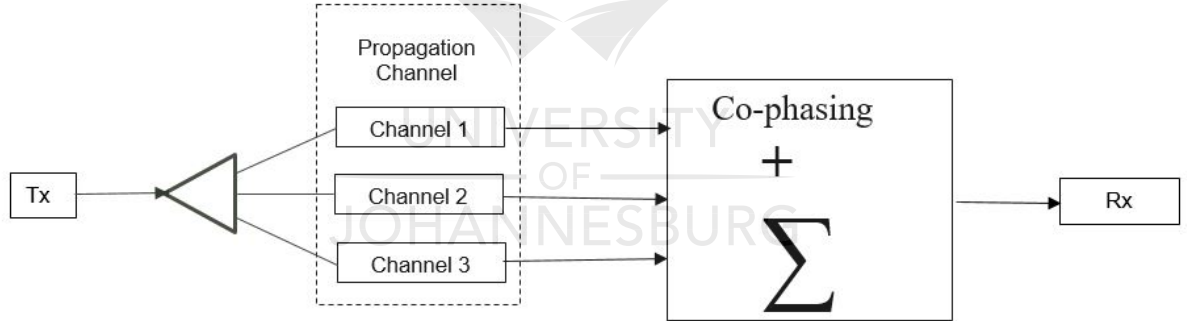 Propagation
Channel
Channel 1
Channel 2
Channel 3
Tx
Co-phasing
+
∑
Rx
UNIVERSITY
OF
JOHANNESBURG